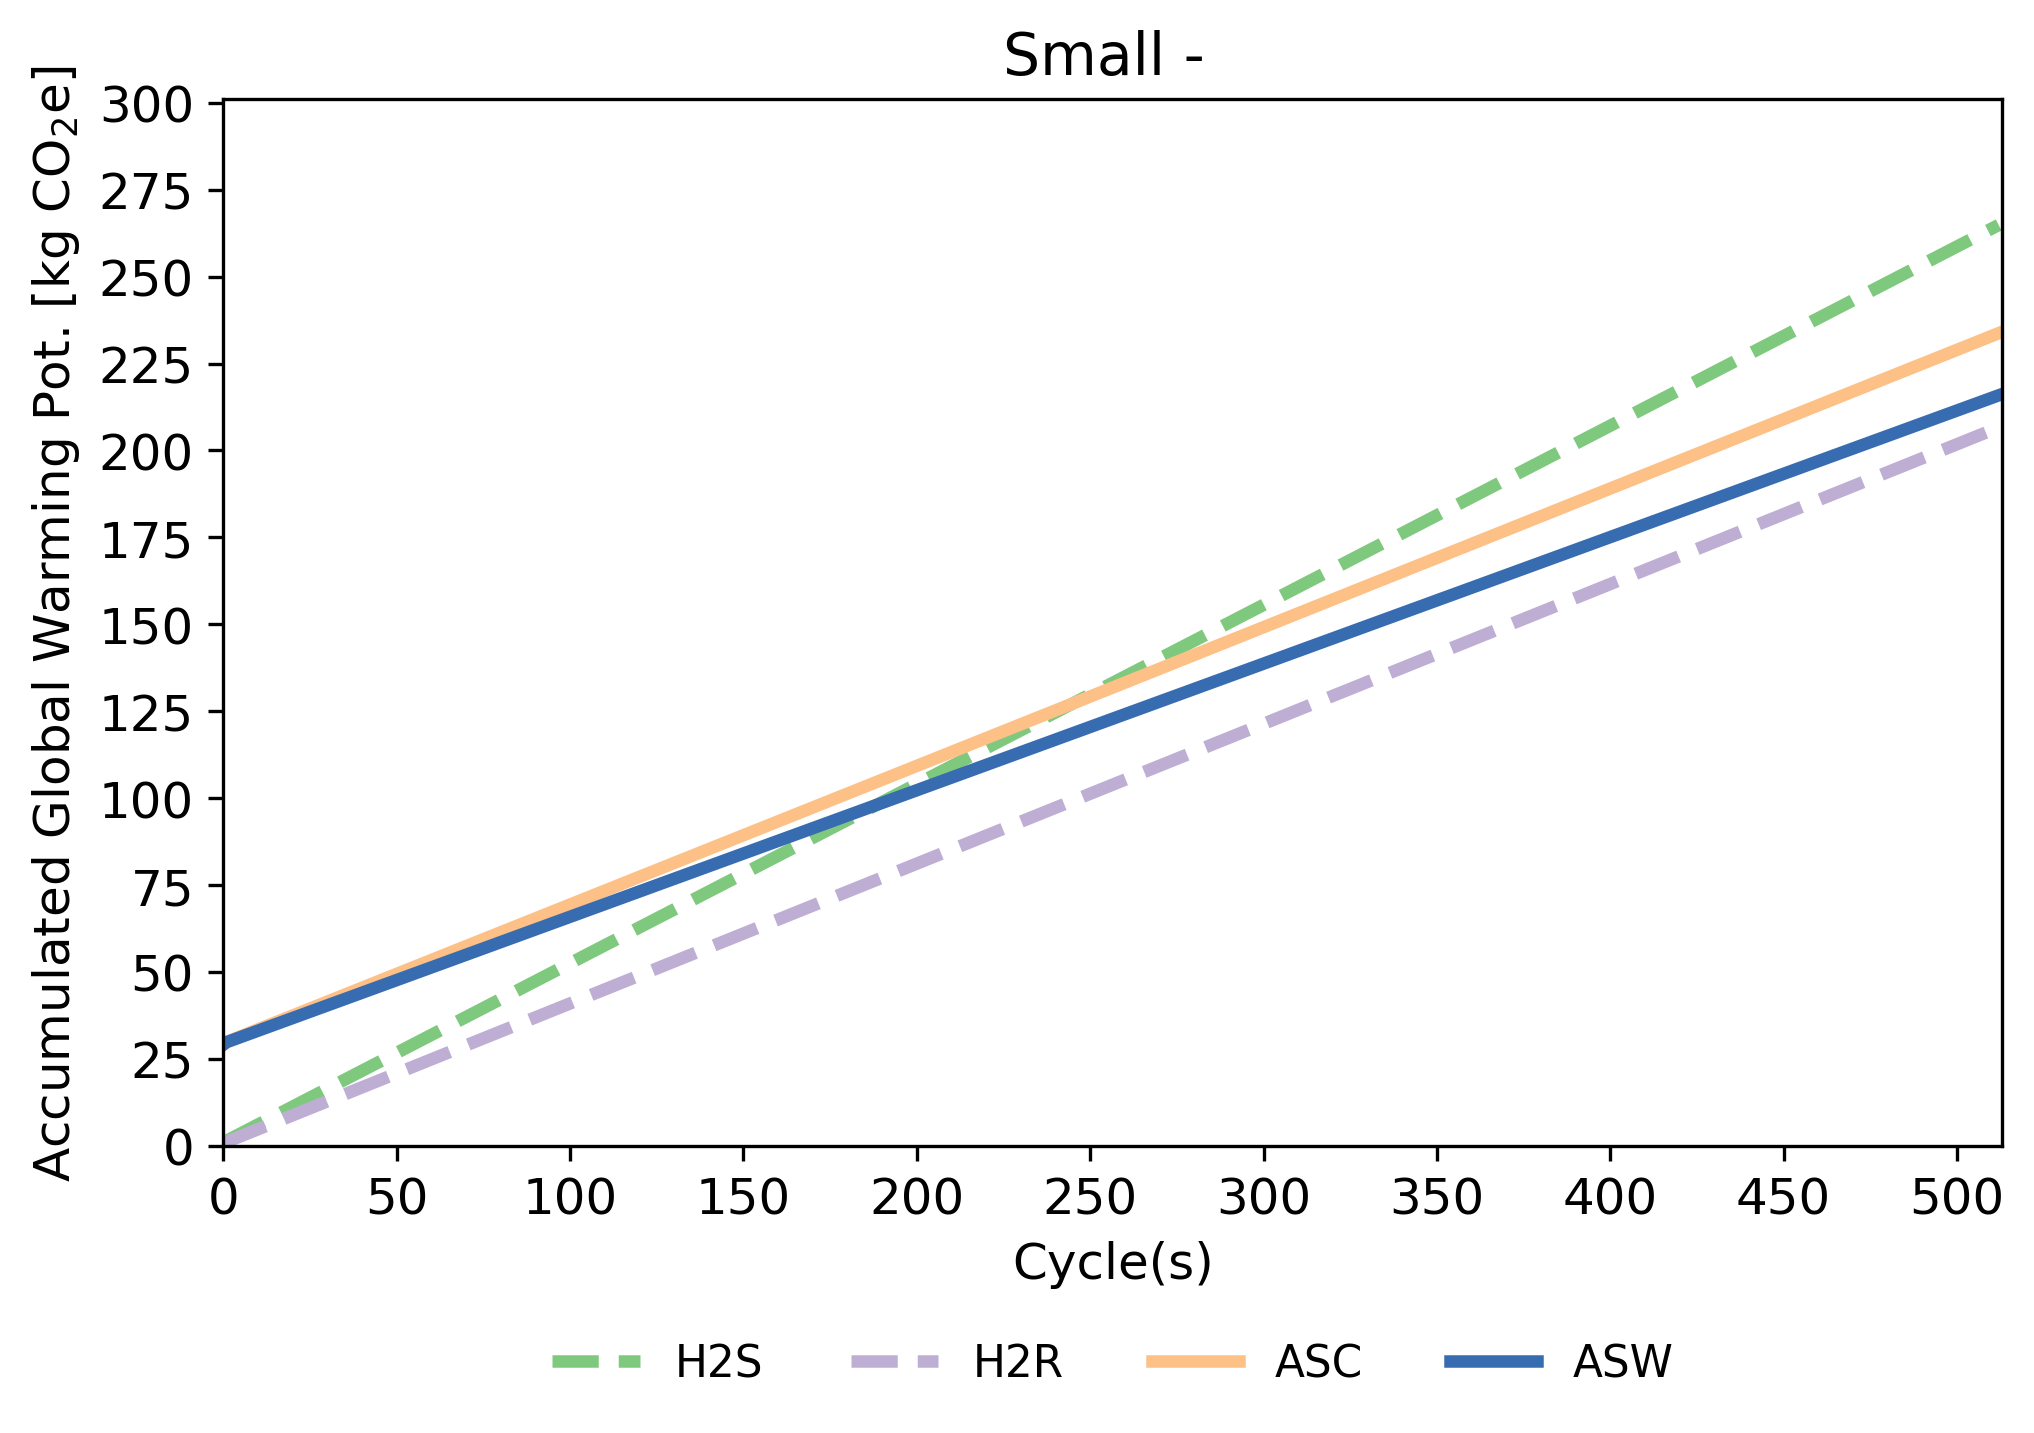 Small -
Accumulated Global Warming Pot. [kg CO₂e]
300
275
250
225
200
175
150
125
100
75
50
25
0
0 50 100 150 200 250 300 350 400 450 500
Cycle(s)
H2S H2R ASC ASW